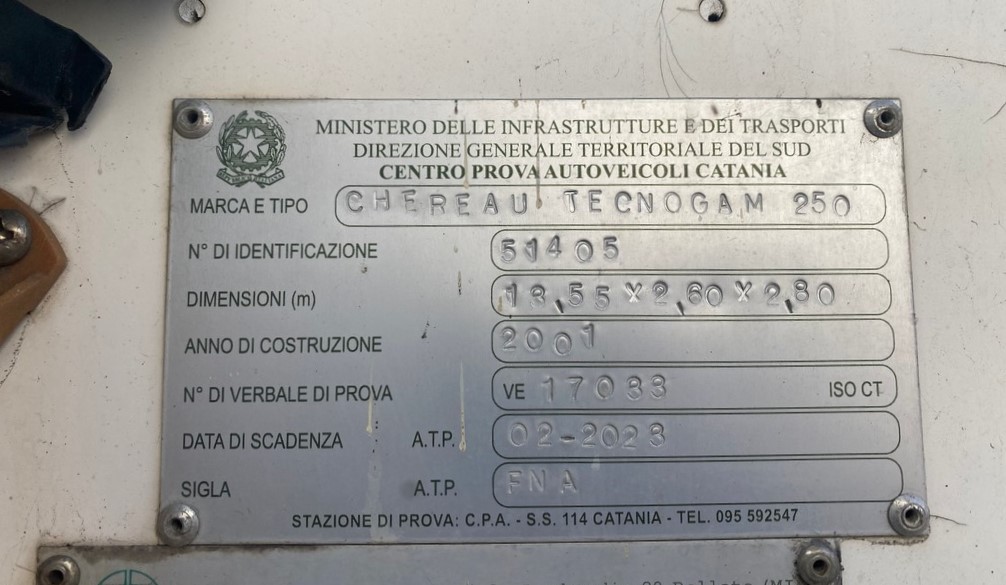 MINISTERO DELLE INFRASTRUTTURE E DEI TRASPORTI
DIREZIONE GENERALE TERRITORIALE DEL SUD
CENTRO PROVA AUTOVEICOLI CATANIA
MARCA E TIPO CHEREAU TECNOGAM 250
N° DI IDENTIFICAZIONE 51405
DIMENSIONI (m) 13,55 x 2,60 x 2,80
ANNO DI COSTRUZIONE 2001
N° DI VERBALE DI PROVA VE 17033 ISO CT
DATA DI SCADENZA A.T.P. 02-2023
SIGLA A.T.P. FNA
STAZIONE DI PROVA: C.P.A. - S.S. 114 CATANIA - TEL. 095 592547